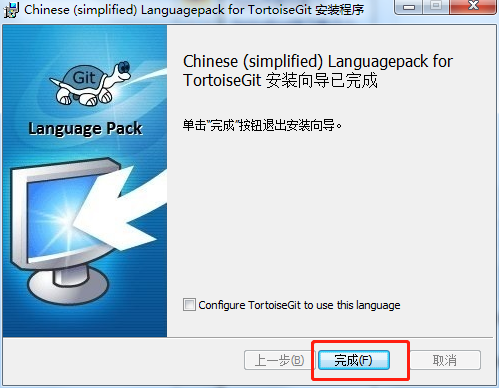 Chinese (simplified) Languagepack for TortoiseGit 安装程序
Git
Language Pack
Chinese (simplified) Languagepack for
TortoiseGit 安装向导已完成
单击"完成"按钮退出安装向导。
Configure TortoiseGit to use this language
上一步(B)
完成(F)
取消